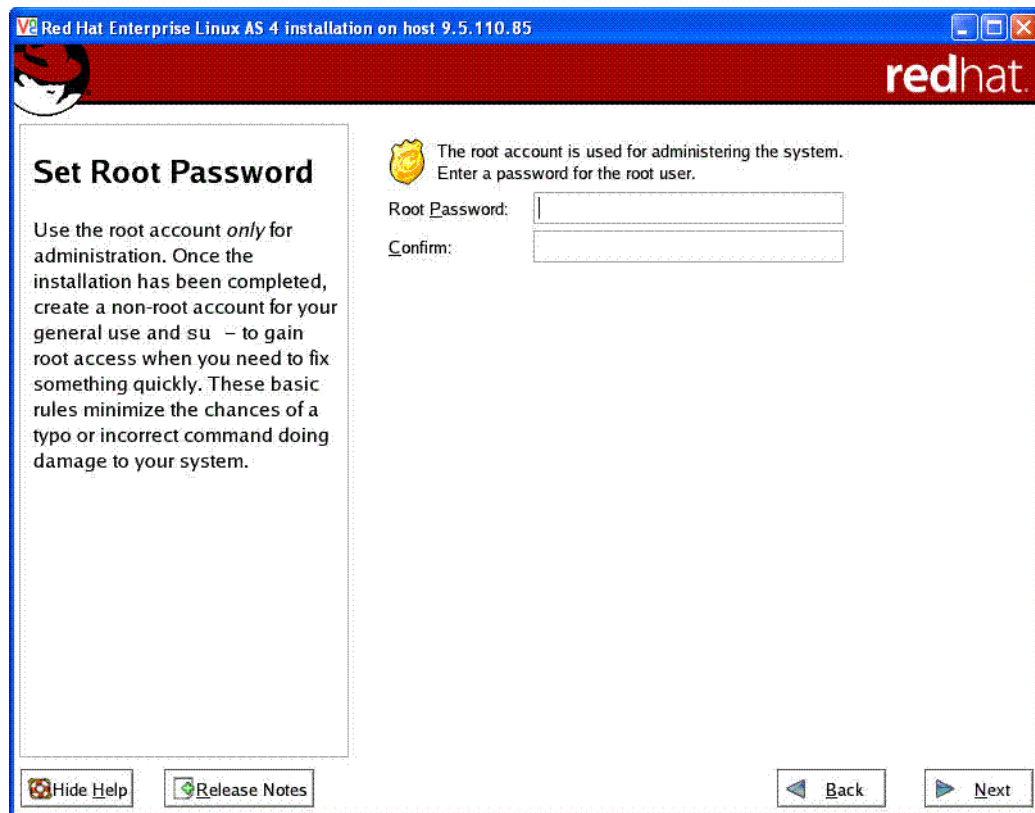 Red Hat Enterprise Linux AS 4 installation on host 9.5.110.85
redhat.
Set Root Password
Use the root account only for
administration. Once the
installation has been completed,
create a non-root account for your
general use and su – to gain
root access when you need to fix
something quickly. These basic
rules minimize the chances of a
typo or incorrect command doing
damage to your system.
The root account is used for administering the system.
Enter a password for the root user.
Root Password:
Confirm:
Hide Help
Release Notes
Back
Next